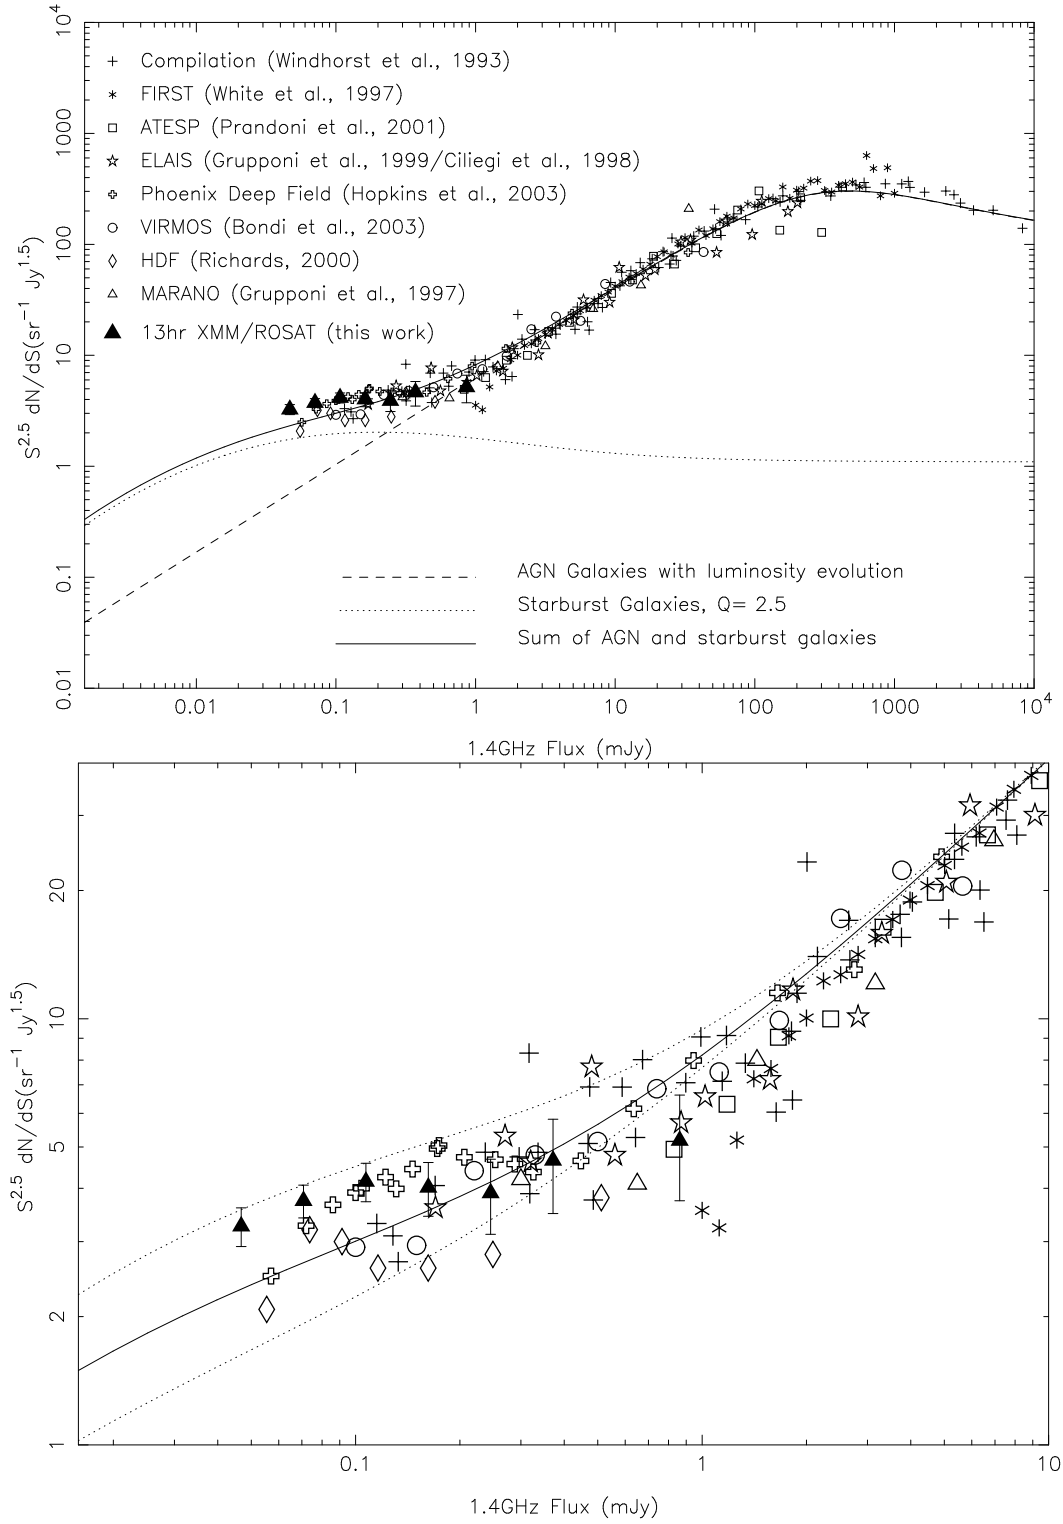 10^4
1000
100
10
1
0.1
0.01
S^2.5 dN/dS(sr^-1 Jy^1.5)
Compilation (Windhorst et al., 1993)
FIRST (White et al., 1997)
ATESP (Prandoni et al., 2001)
ELAIS (Grupponi et al., 1999/Ciliegi et al., 1998)
Phoenix Deep Field (Hopkins et al., 2003)
VIRMOS (Bondi et al., 2003)
HDF (Richards, 2000)
MARANO (Grupponi et al., 1997)
13hr XMM/ROSAT (this work)
AGN Galaxies with luminosity evolution
Starburst Galaxies, Q= 2.5
Sum of AGN and starburst galaxies
0.01 0.1 1 10 100 1000 10^4
1.4GHz Flux (mJy)
20
10
5
2
1
S^2.5 dN/dS(sr^-1 Jy^1.5)
0.1 1 10
1.4GHz Flux (mJy)